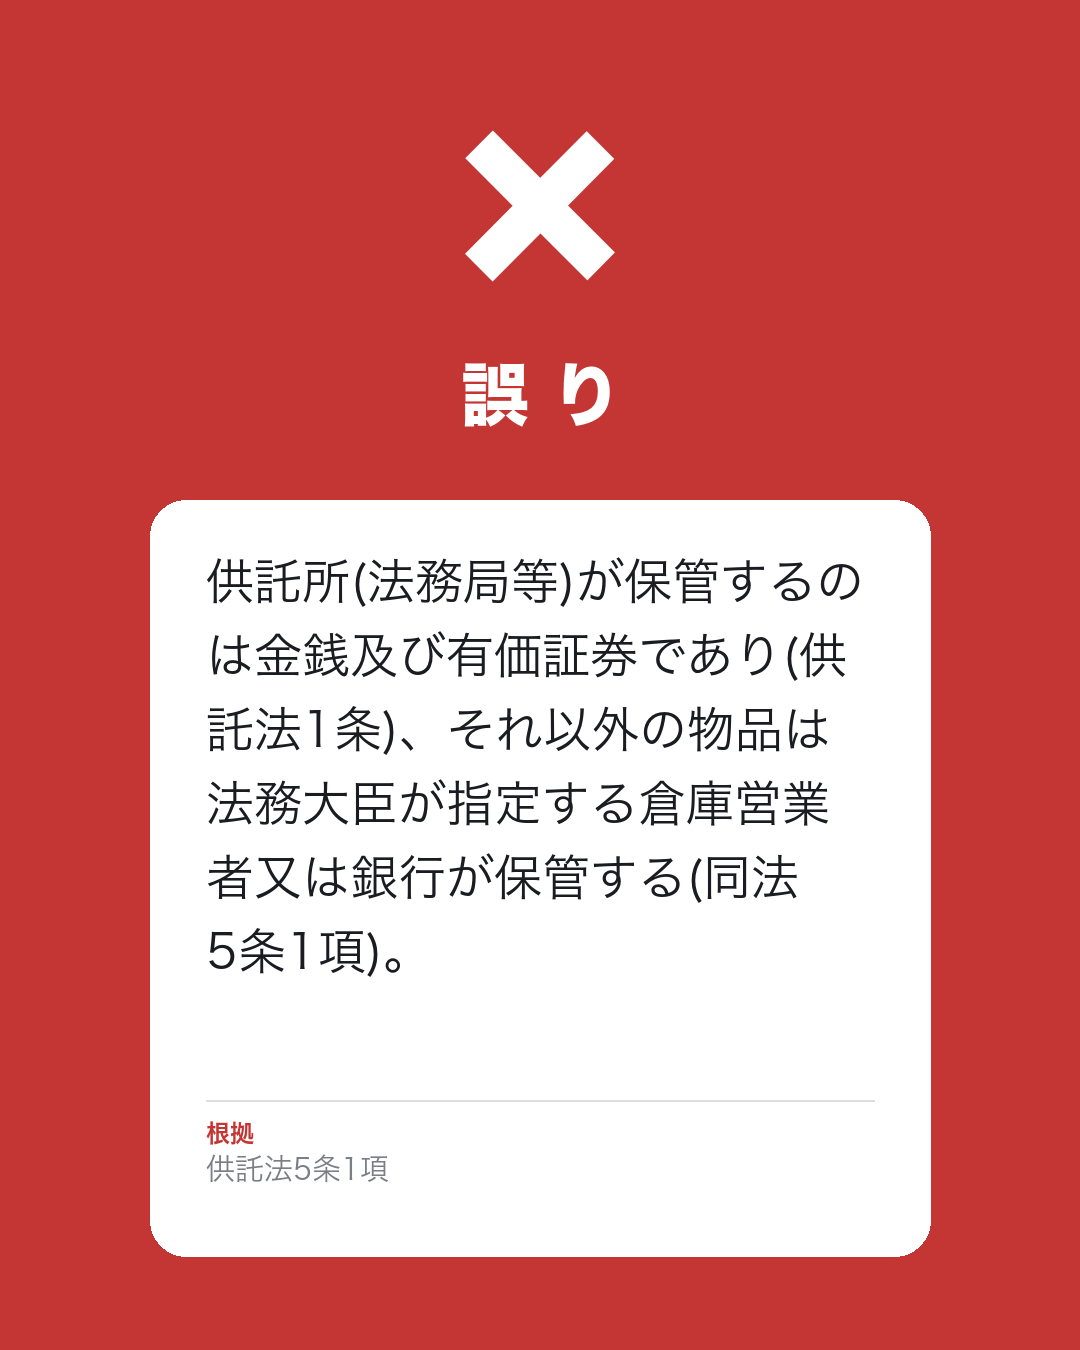 誤り
供託所(法務局等)が保管するの
は金銭及び有価証券であり(供
託法1条)、それ以外の物品は
法務大臣が指定する倉庫営業
者又は銀行が保管する(同法
5条1項)。
根拠
供託法5条1項